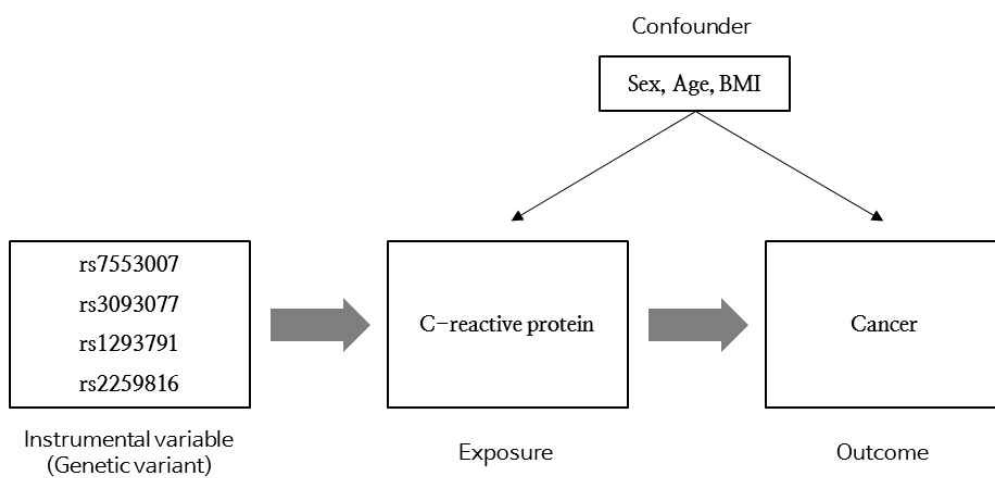 Confounder
Sex, Age, BMI
rs7553007
rs3093077
rs1293791
rs2259816
C-reactive protein
Cancer
Instrumental variable
(Genetic variant)
Exposure
Outcome